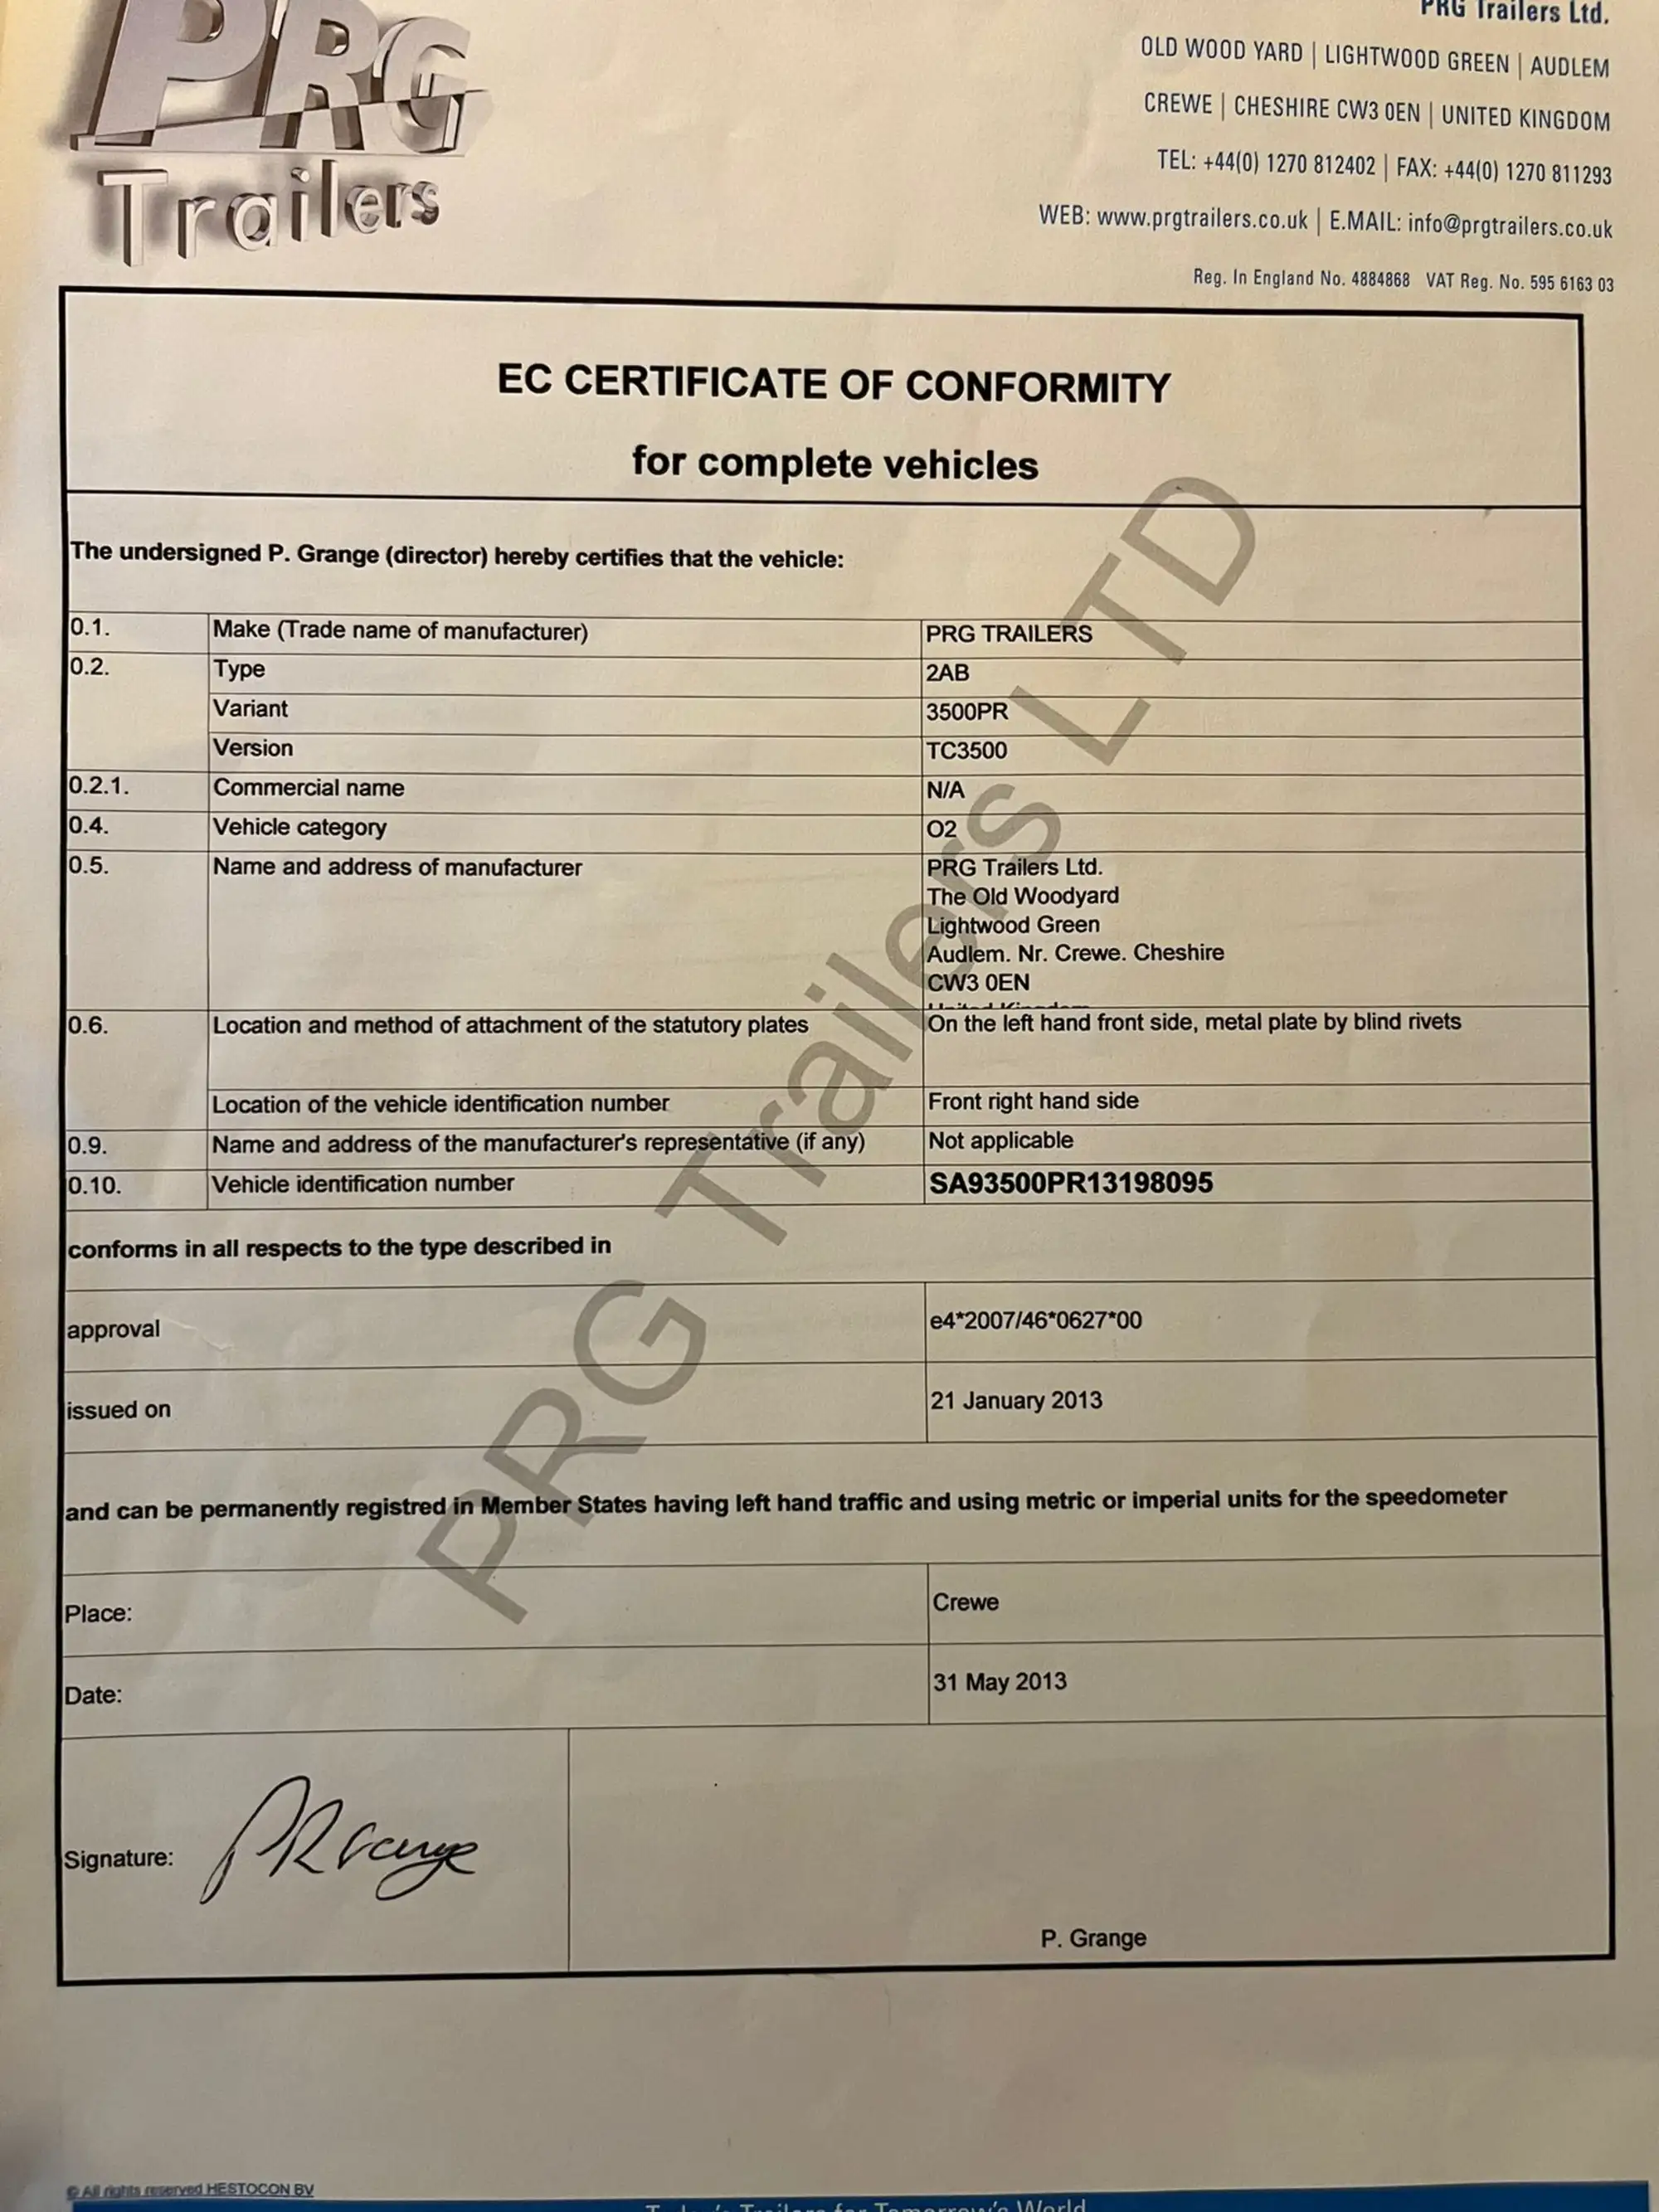 PRG
Trailers
PRG Trailers Ltd.
OLD WOOD YARD | LIGHTWOOD GREEN | AUDLEM
CREWE | CHESHIRE CW3 0EN | UNITED KINGDOM
TEL: +44(0) 1270 812402 | FAX: +44(0) 1270 811293
WEB: www.prgtrailers.co.uk | E.MAIL: info@prgtrailers.co.uk
Reg. In England No. 4884868 VAT Reg. No. 595 6163 03
EC CERTIFICATE OF CONFORMITY
for complete vehicles
The undersigned P. Grange (director) hereby certifies that the vehicle:
0.1. Make (Trade name of manufacturer) PRG TRAILERS
0.2. Type 2AB
Variant 3500PR
Version TC3500
0.2.1. Commercial name N/A
0.4. Vehicle category O2
0.5. Name and address of manufacturer PRG Trailers Ltd.
The Old Woodyard
Lightwood Green
Audlem. Nr. Crewe. Cheshire
CW3 0EN
United Kingdom
0.6. Location and method of attachment of the statutory plates On the left hand front side, metal plate by blind rivets
Location of the vehicle identification number Front right hand side
0.9. Name and address of the manufacturer's representative (if any) Not applicable
0.10. Vehicle identification number SA93500PR13198095
conforms in all respects to the type described in
approval e4*2007/46*0627*00
issued on 21 January 2013
and can be permanently registred in Member States having left hand traffic and using metric or imperial units for the speedometer
Place: Crewe
Date: 31 May 2013
Signature: PRGrange
P. Grange
PRG Trailers LTD
© All rights reserved HESTOCON BV
Today's Trailers for Tomorrow's World